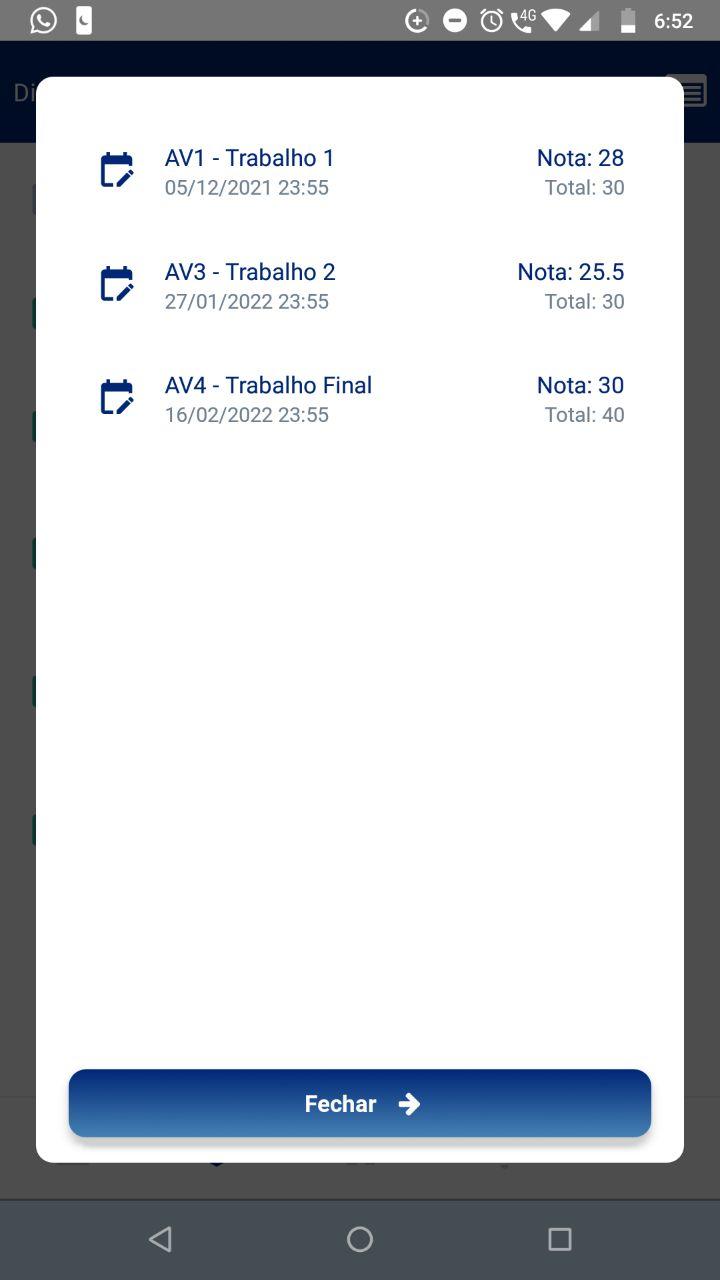 4G 6:52
Di
AV1 - Trabalho 1 Nota: 28
05/12/2021 23:55 Total: 30
AV3 - Trabalho 2 Nota: 25.5
27/01/2022 23:55 Total: 30
AV4 - Trabalho Final Nota: 30
16/02/2022 23:55 Total: 40
Fechar